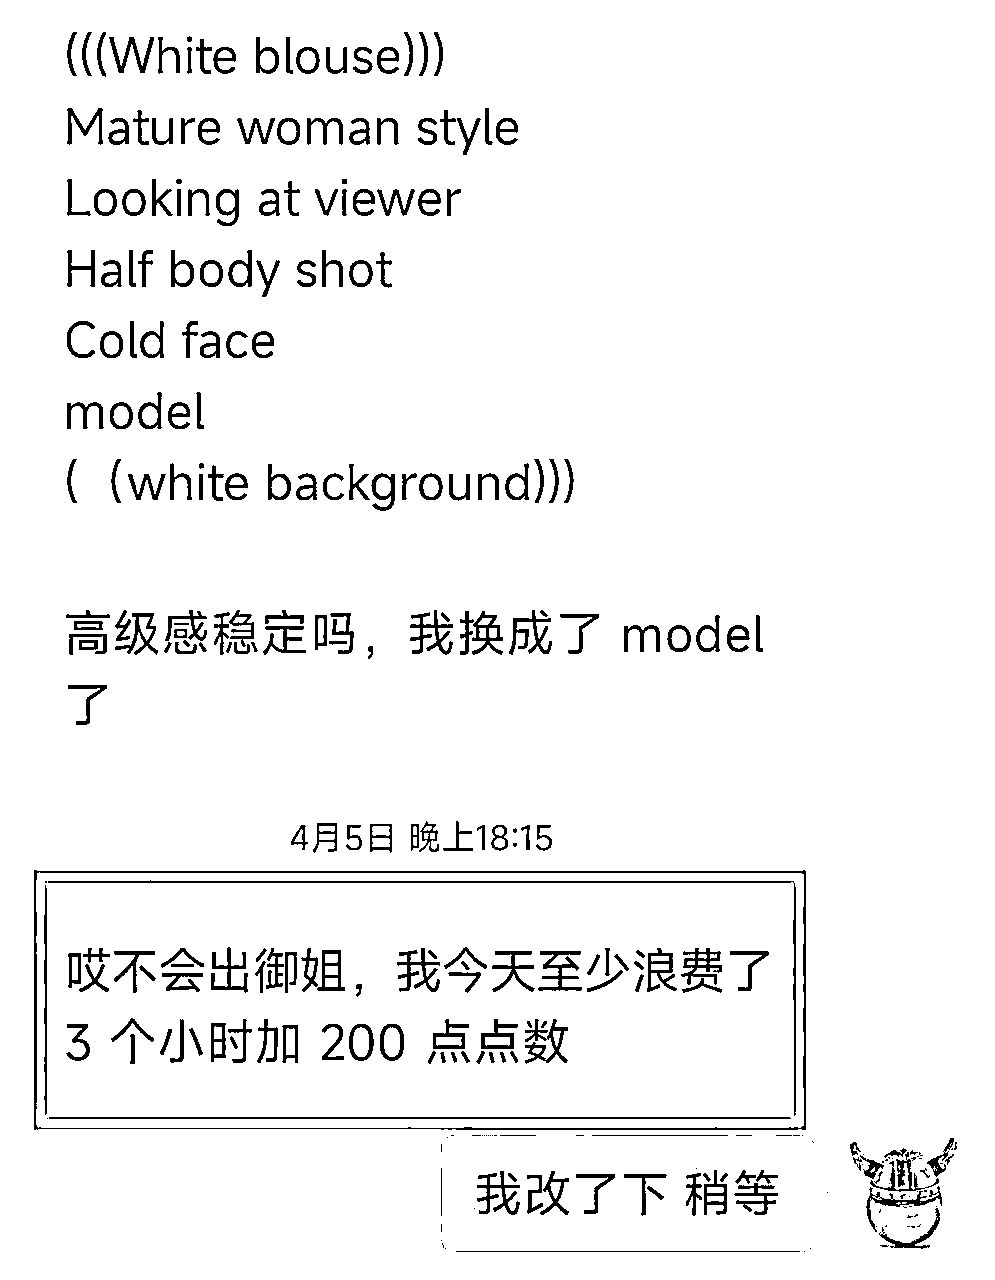 (((White blouse)))
Mature woman style
Looking at viewer
Half body shot
Cold face
model
(（white background)))
高级感稳定吗，我换成了 model
了
4月5日 晚上18:15
哎不会出御姐，我今天至少浪费了
3 个小时加 200 点点数
我改了下 稍等